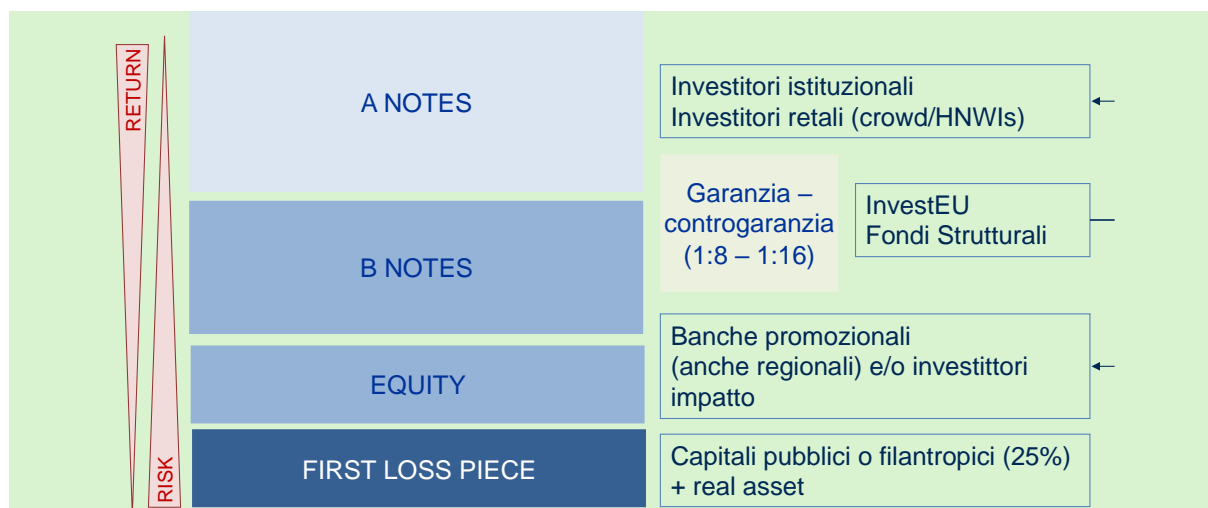 RETURN
RISK
A NOTES
Investitori istituzionali
Investitori retali (crowd/HNWIs)
Garanzia –
controgaranzia
(1:8 – 1:16)
InvestEU
Fondi Strutturali
B NOTES
Banche promozionali
(anche regionali) e/o investittori
impatto
EQUITY
FIRST LOSS PIECE
Capitali pubblici o filantropici (25%)
+ real asset